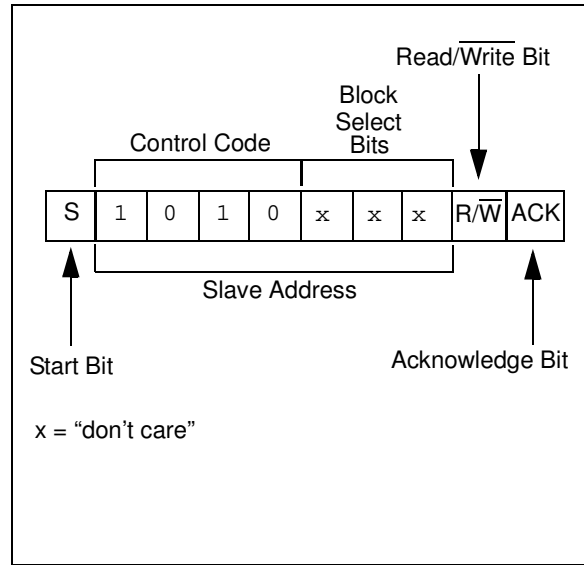 Read/Write Bit
Block
Select
Bits
Control Code
S 1 0 1 0 x x x R/W ACK
Slave Address
Start Bit
Acknowledge Bit
x = “don’t care”